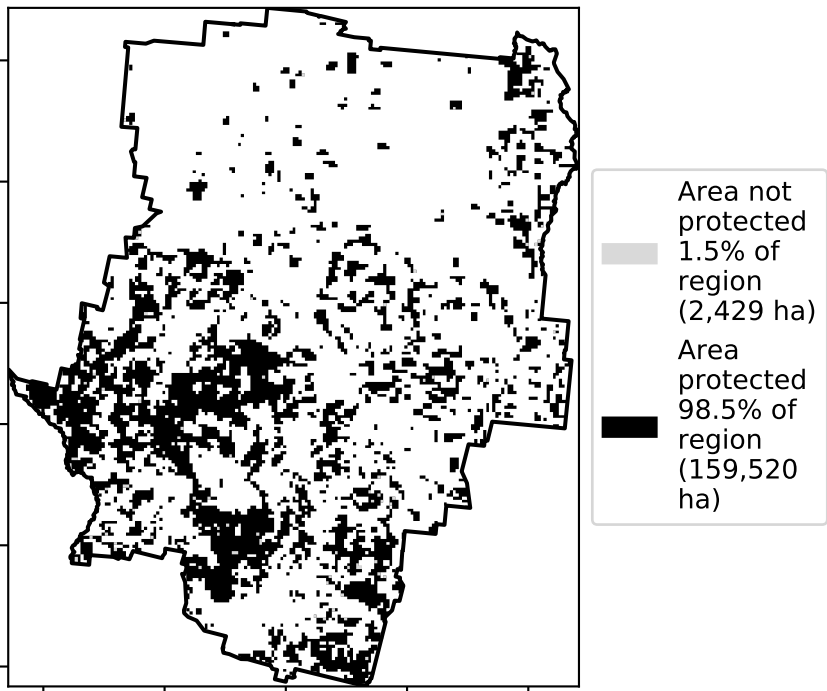 Area not
protected
1.5% of
region
(2,429 ha)
Area
protected
98.5% of
region
(159,520
ha)